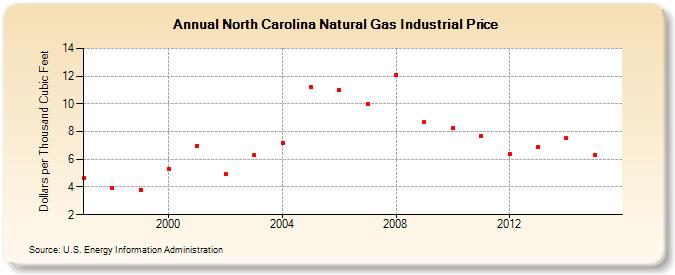 Annual North Carolina Natural Gas Industrial Price
Dollars per Thousand Cubic Feet
14
12
10
8
6
4
2
2000 2004 2008 2012
Source: U.S. Energy Information Administration